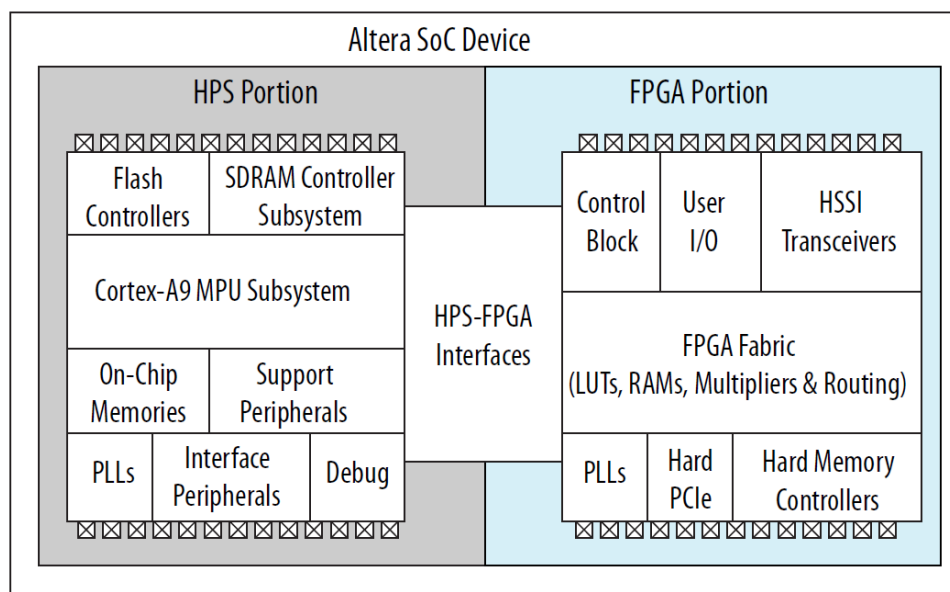 Altera SoC Device
HPS Portion
FPGA Portion
Flash
Controllers
SDRAM Controller
Subsystem
Cortex-A9 MPU Subsystem
On-Chip
Memories
Support
Peripherals
PLLs
Interface
Peripherals
Debug
HPS-FPGA
Interfaces
Control
Block
User
I/O
HSSI
Transceivers
FPGA Fabric
(LUTs, RAMs, Multipliers & Routing)
PLLs
Hard
PCIe
Hard Memory
Controllers